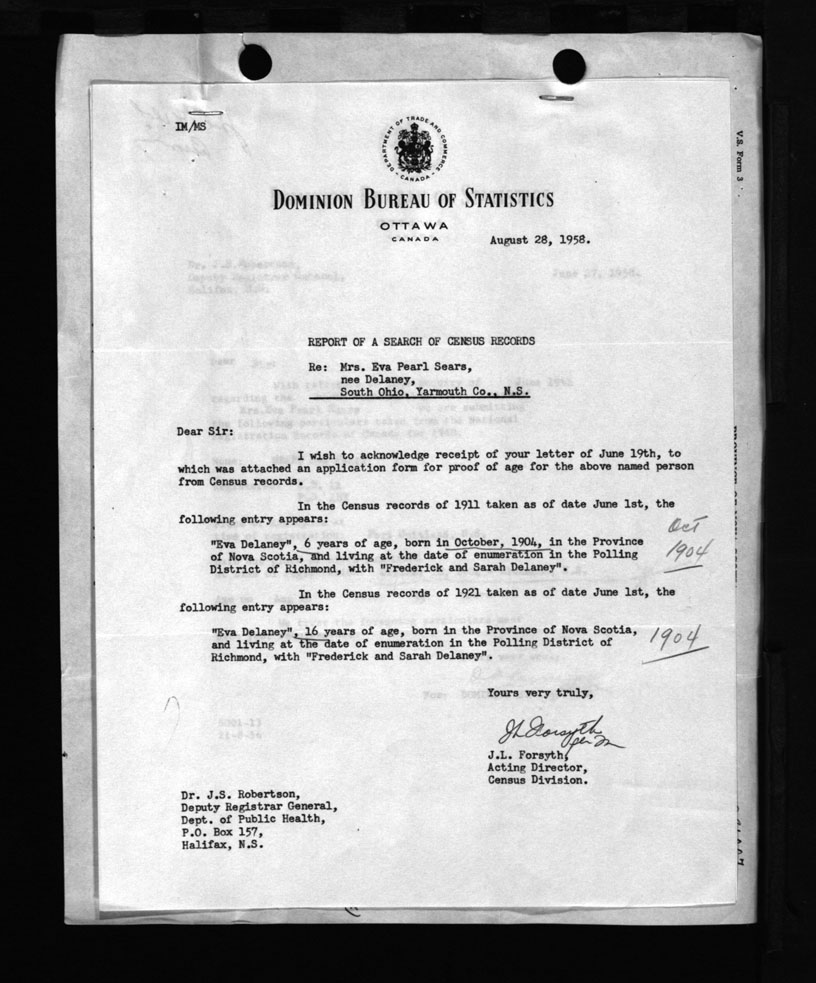 IM/MS
DEPARTMENT OF TRADE AND COMMERCE
CANADA
DOMINION BUREAU OF STATISTICS
OTTAWA
CANADA
V.S. Form 3
August 28, 1958.
REPORT OF A SEARCH OF CENSUS RECORDS
Re: Mrs. Eva Pearl Sears,
nee Delaney,
South Ohio, Yarmouth Co., N.S.
Dear Sir:
I wish to acknowledge receipt of your letter of June 19th, to
which was attached an application form for proof of age for the above named person
from Census records.
In the Census records of 1911 taken as of date June 1st, the
following entry appears:
"Eva Delaney", 6 years of age, born in October, 1904, in the Province
of Nova Scotia, and living at the date of enumeration in the Polling
District of Richmond, with "Frederick and Sarah Delaney".
Oct
1904
In the Census records of 1921 taken as of date June 1st, the
following entry appears:
"Eva Delaney", 16 years of age, born in the Province of Nova Scotia,
and living at the date of enumeration in the Polling District of
Richmond, with "Frederick and Sarah Delaney".
1904
Yours very truly,
JL Forsyth
per
J.L. Forsyth,
Acting Director,
Census Division.
Dr. J.S. Robertson,
Deputy Registrar General,
Dept. of Public Health,
P.O. Box 157,
Halifax, N.S.